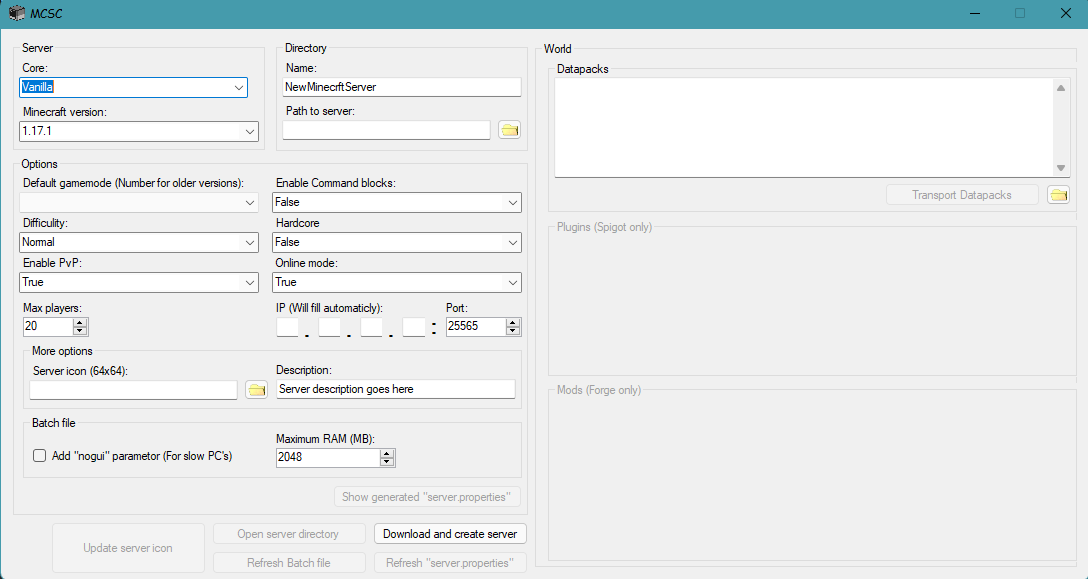 MCSC
Server
Core:
Vanilla
Minecraft version:
1.17.1
Directory
Name:
NewMinecrftServer
Path to server:
Options
Default gamemode (Number for older versions):
Enable Command blocks:
False
Difficulity:
Normal
Hardcore
False
Enable PvP:
True
Online mode:
True
Max players:
20
IP (Will fill automaticly):
. . . :
Port:
25565
More options
Server icon (64x64):
Description:
Server description goes here
Batch file
Add "nogui" parametor (For slow PC's)
Maximum RAM (MB):
2048
Show generated "server.properties"
Update server icon
Open server directory
Download and create server
Refresh Batch file
Refresh "server.properties"
World
Datapacks
Transport Datapacks
Plugins (Spigot only)
Mods (Forge only)